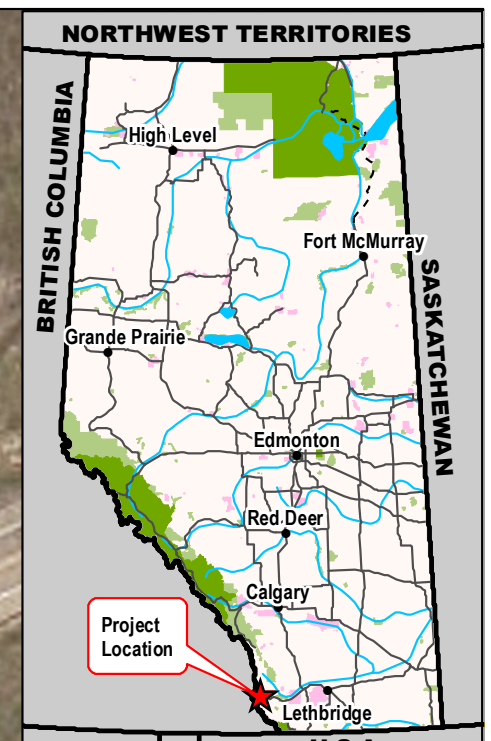 NORTHWEST TERRITORIES
BRITISH COLUMBIA
High Level
Fort McMurray
SASKATCHEWAN
Grande Prairie
Edmonton
Red Deer
Calgary
Project
Location
Lethbridge